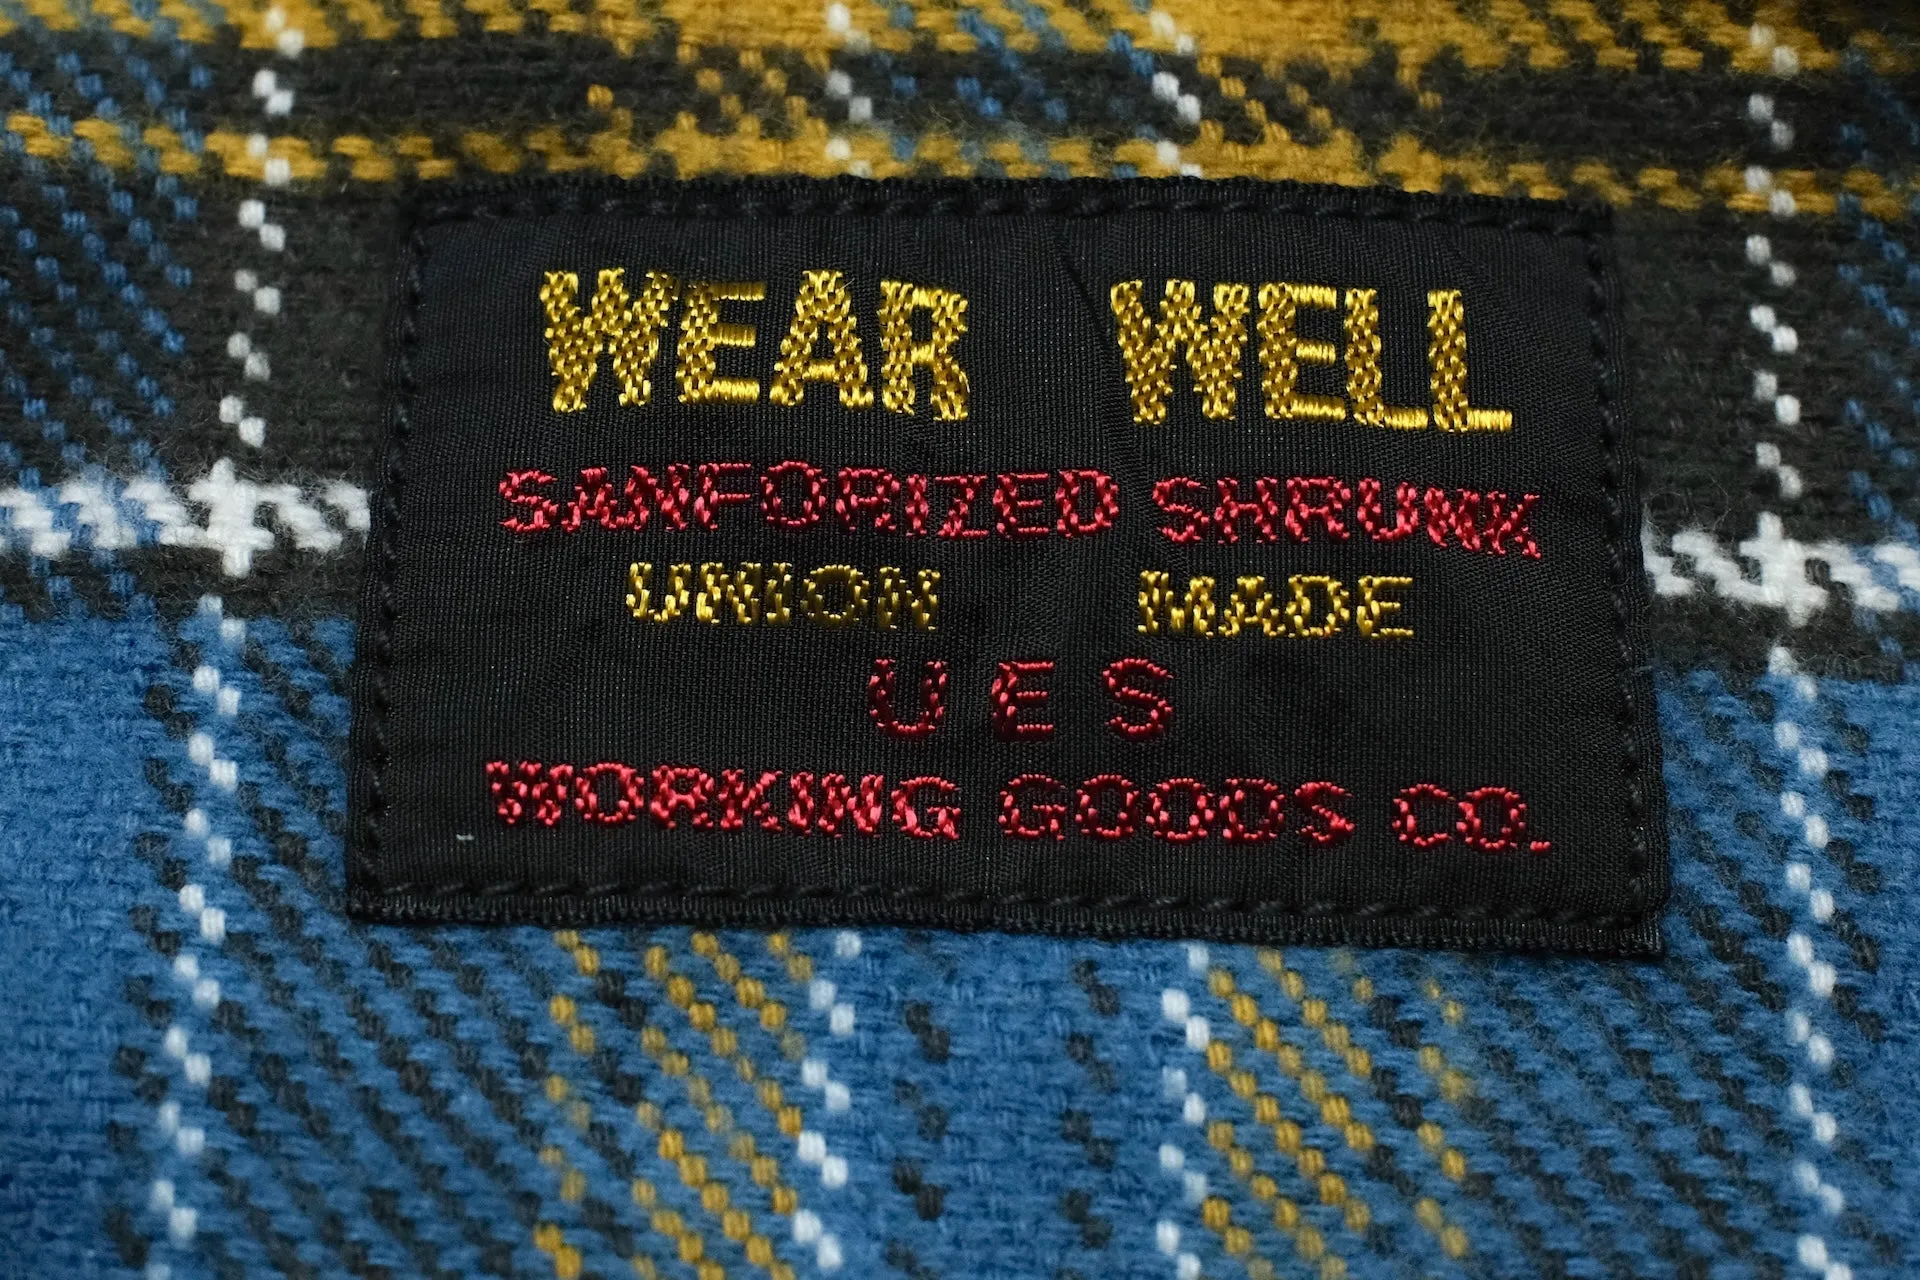 WEAR WELL
SANFORIZED SHRUNK
UNION MADE
UES
WORKING GOODS CO.